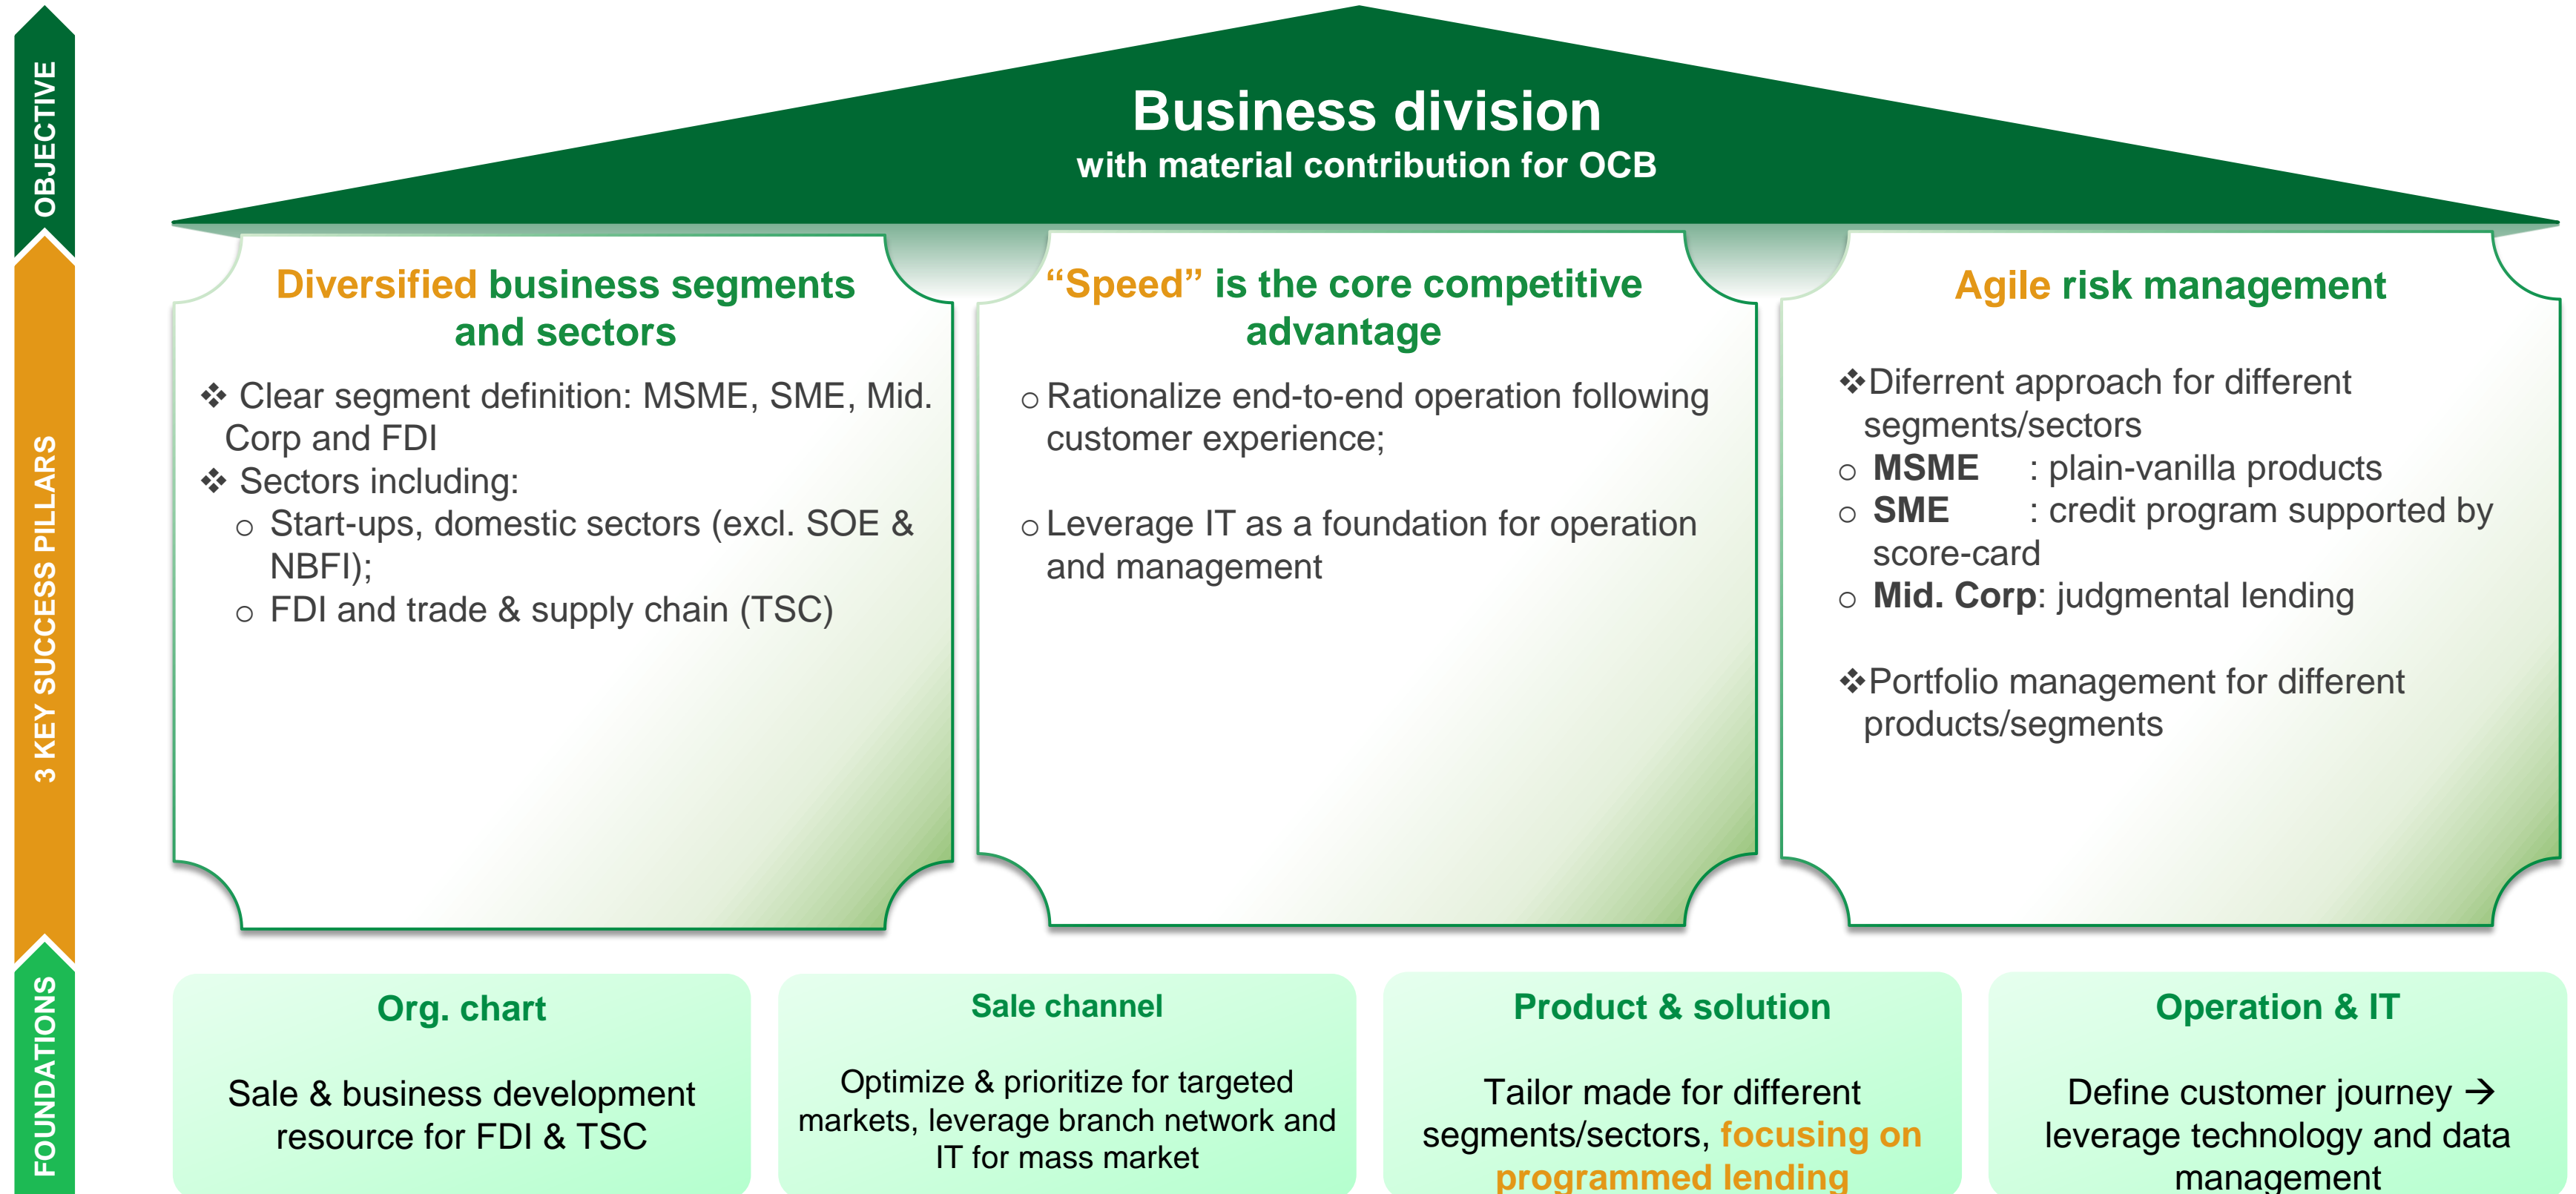 OBJECTIVE
Business division
with material contribution for OCB
3 KEY SUCCESS PILLARS
Diversified business segments
and sectors
❖ Clear segment definition: MSME, SME, Mid.
Corp and FDI
❖ Sectors including:
o Start-ups, domestic sectors (excl. SOE &
NBFI);
o FDI and trade & supply chain (TSC)
“Speed” is the core competitive
advantage
o Rationalize end-to-end operation following
customer experience;
o Leverage IT as a foundation for operation
and management
Agile risk management
❖Diferrent approach for different
segments/sectors
o MSME : plain-vanilla products
o SME : credit program supported by
score-card
o Mid. Corp: judgmental lending
❖Portfolio management for different
products/segments
FOUNDATIONS
Org. chart
Sale & business development
resource for FDI & TSC
Sale channel
Optimize & prioritize for targeted
markets, leverage branch network and
IT for mass market
Product & solution
Tailor made for different
segments/sectors, focusing on
programmed lending
Operation & IT
Define customer journey →
leverage technology and data
management